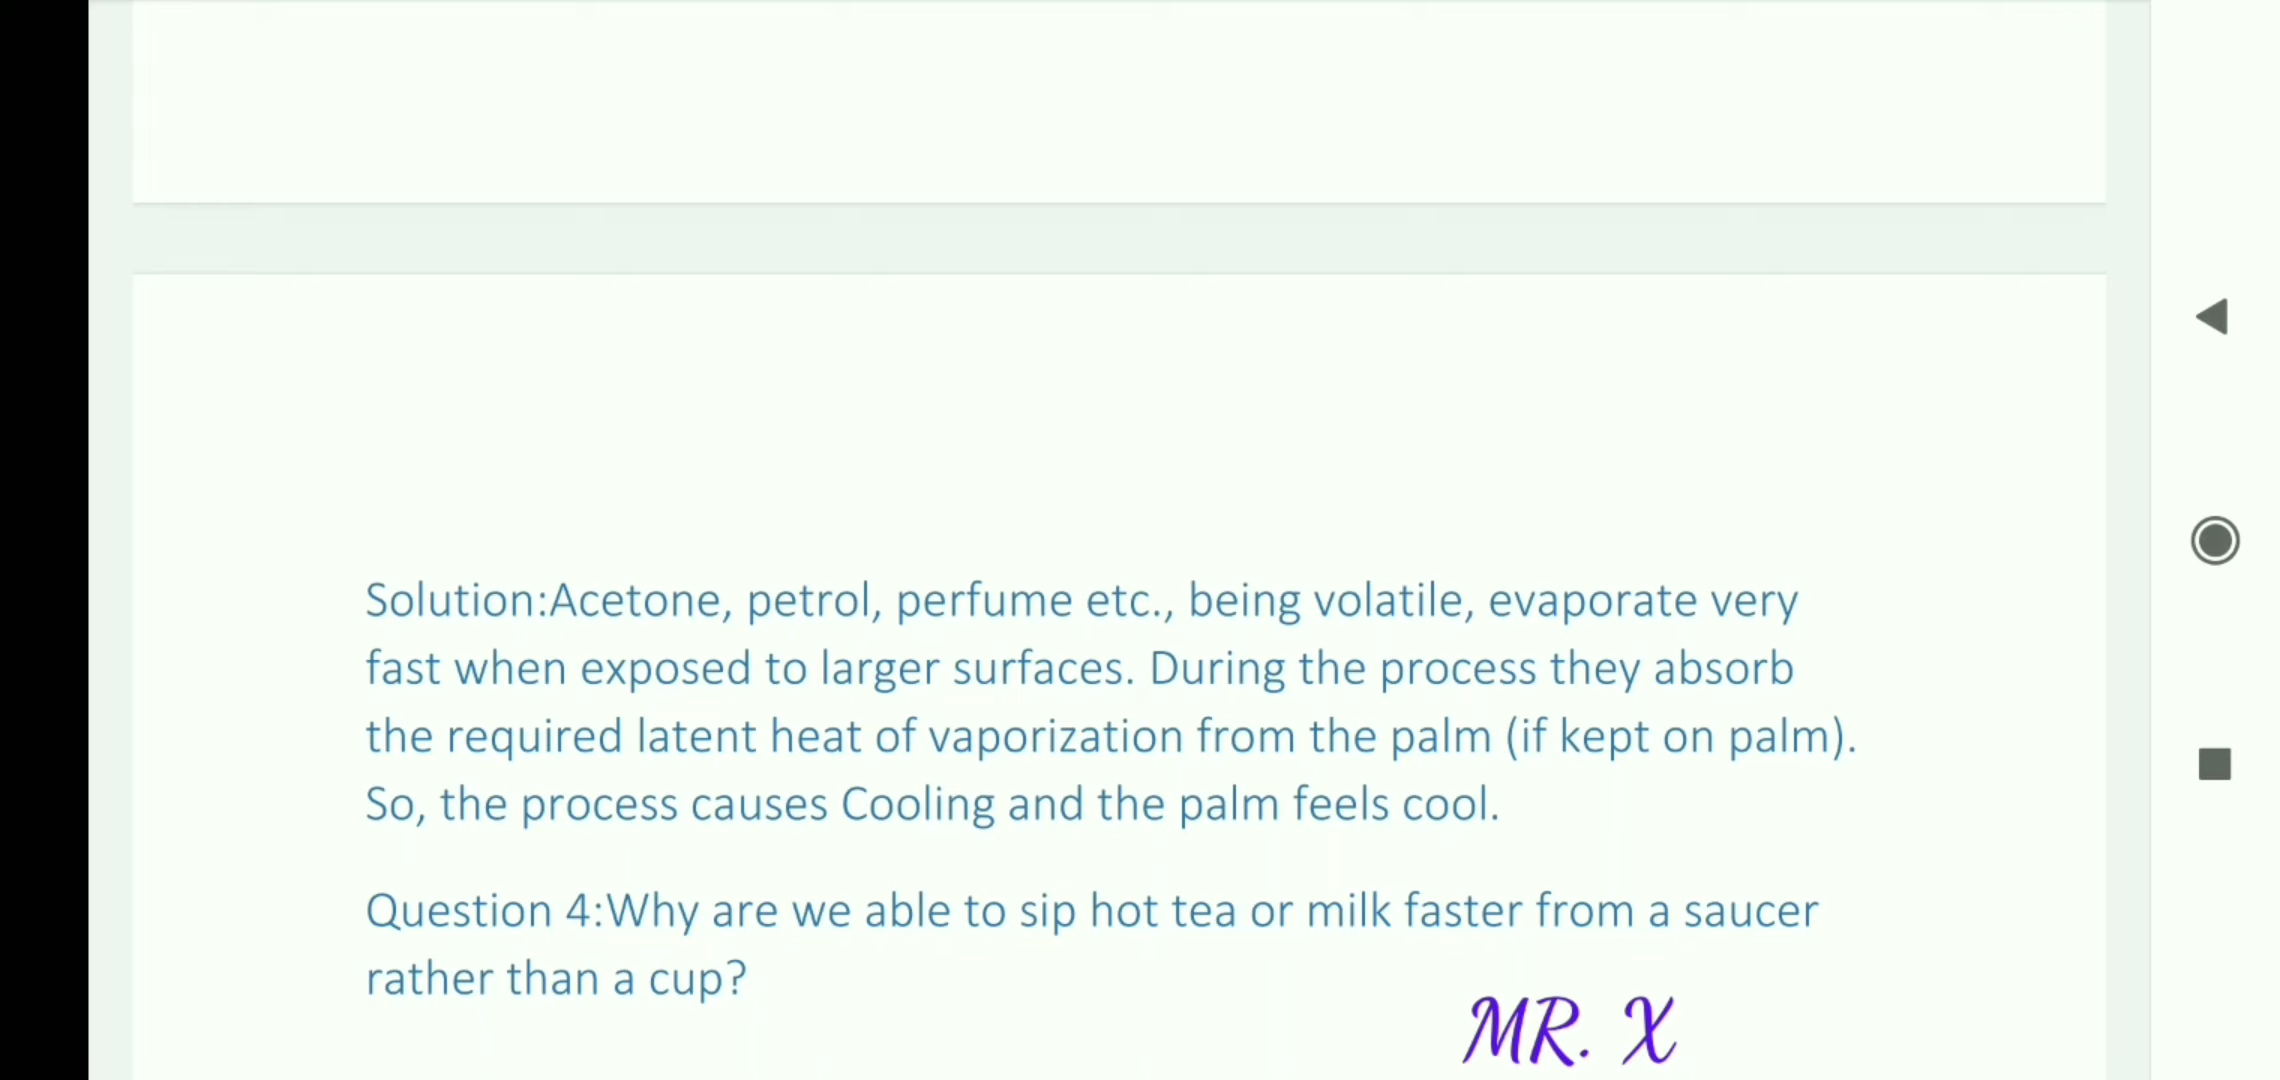 Solution:Acetone, petrol, perfume etc., being volatile, evaporate very
fast when exposed to larger surfaces. During the process they absorb
the required latent heat of vaporization from the palm (if kept on palm).
So, the process causes Cooling and the palm feels cool.
Question 4:Why are we able to sip hot tea or milk faster from a saucer
rather than a cup?
MR. X